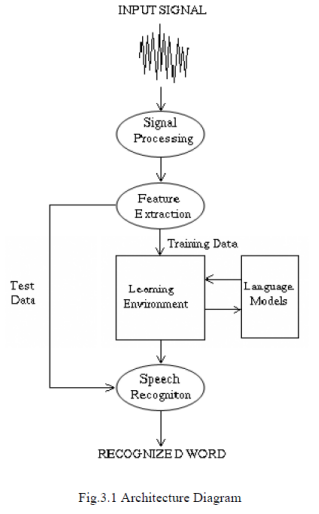 INPUT SIGNAL
Signal
Processing
Feature
Extraction
Training Data
Test
Data
Learning
Environment
Language
Models
Speech
Recogniton
RECOGNIZED WORD
Fig.3.1 Architecture Diagram